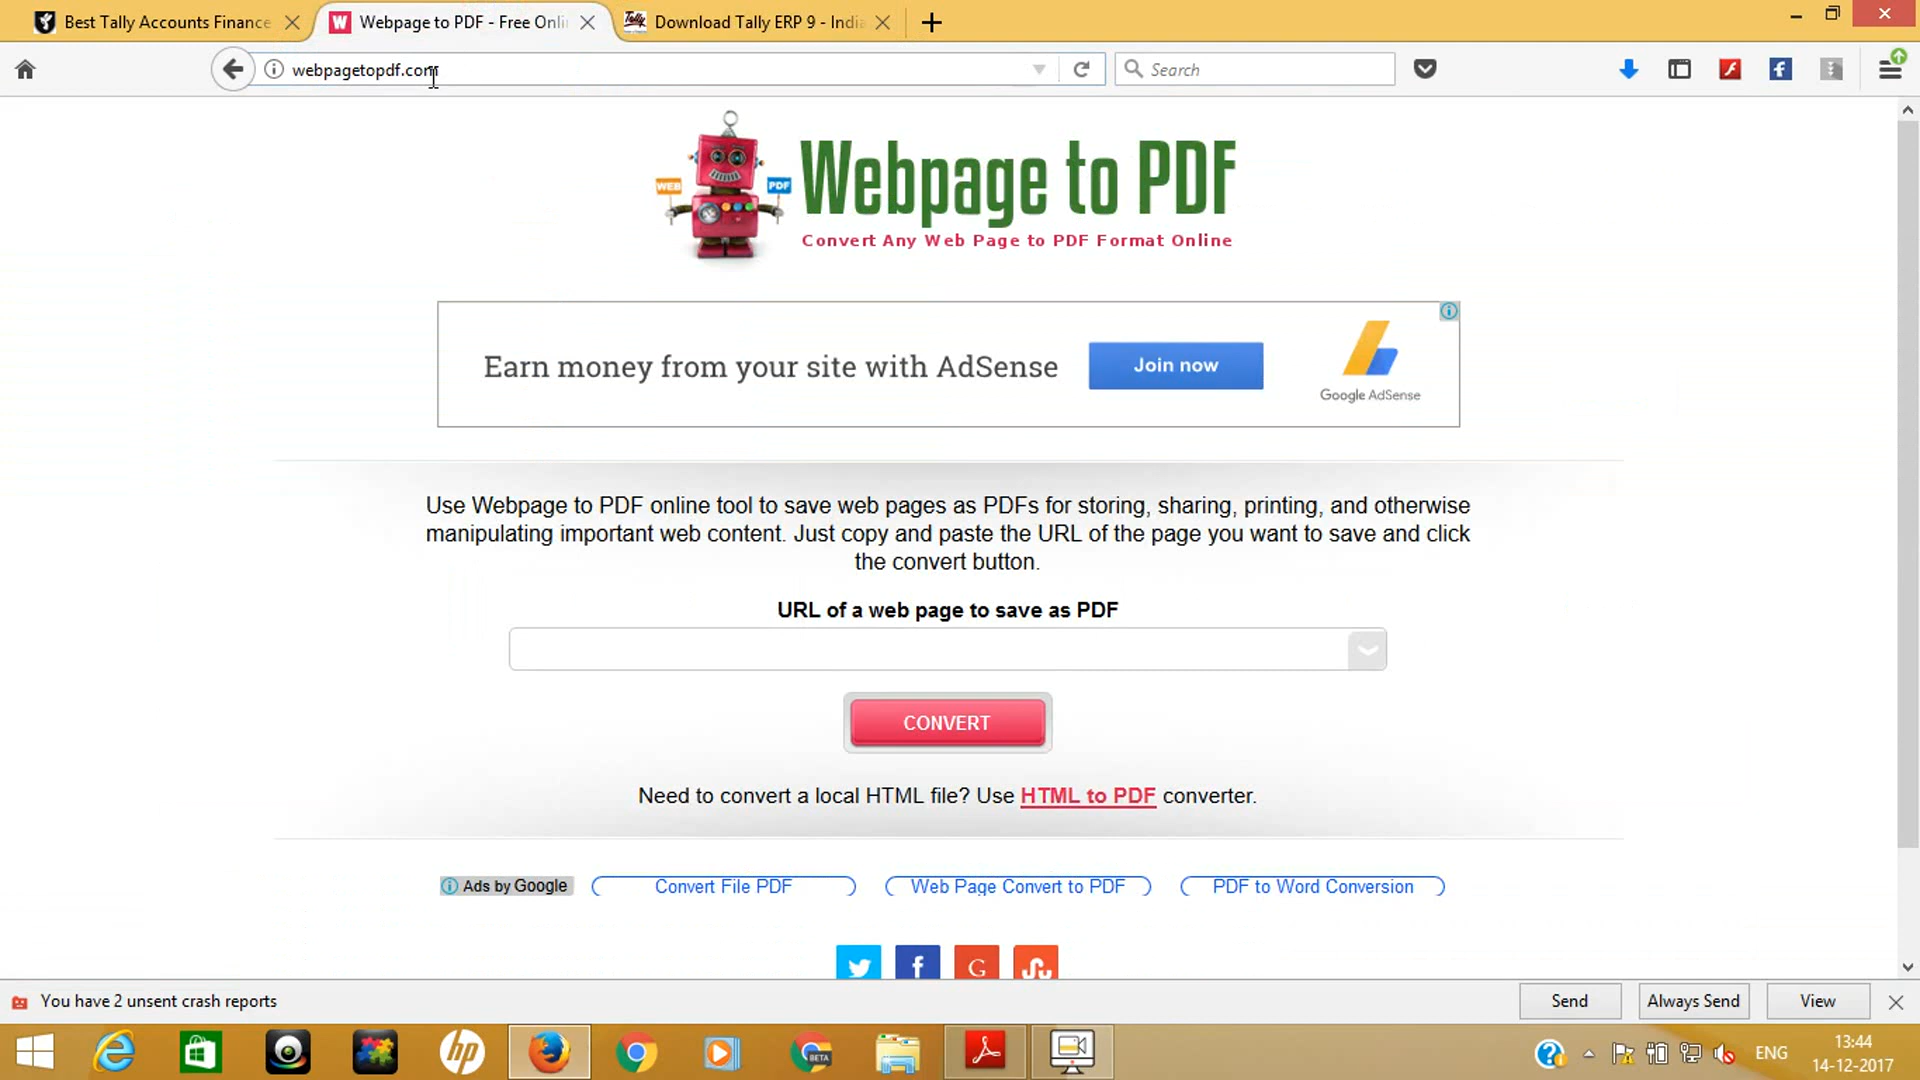 Best Tally Accounts Finance
Webpage to PDF - Free Onli
Download Tally ERP 9 - Indi
webpagetopdf.com
Search
WEB
PDF
Webpage to PDF
Convert Any Web Page to PDF Format Online
Earn money from your site with AdSense
Join now
Google AdSense
Use Webpage to PDF online tool to save web pages as PDFs for storing, sharing, printing, and otherwise
manipulating important web content. Just copy and paste the URL of the page you want to save and click
the convert button.
URL of a web page to save as PDF
CONVERT
Need to convert a local HTML file? Use HTML to PDF converter.
Ads by Google
Convert File PDF
Web Page Convert to PDF
PDF to Word Conversion
You have 2 unsent crash reports
Send
Always Send
View
BETA
ENG
13:44
14-12-2017